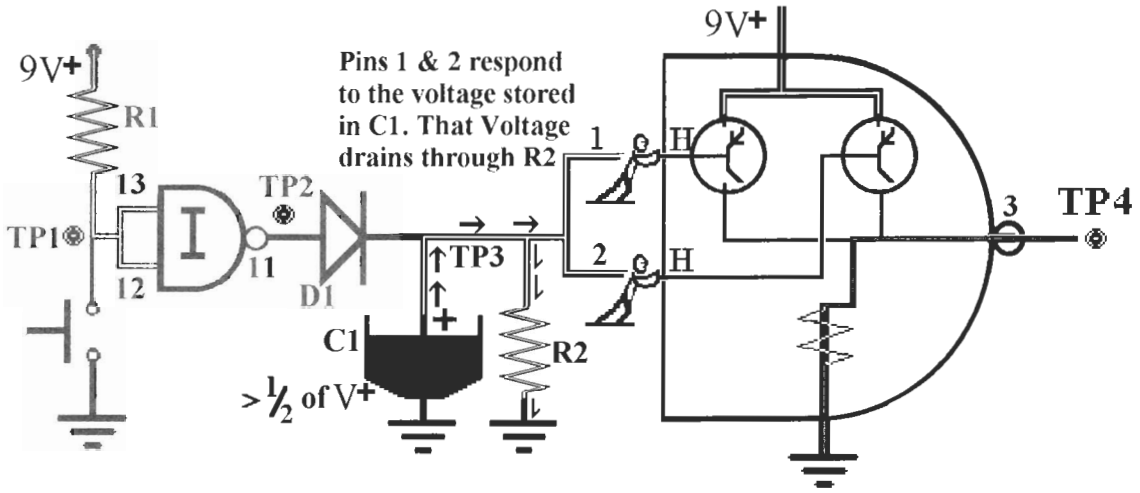 9V+
R1
TP1
13
12
I
11
TP2
D1
Pins 1 & 2 respond
to the voltage stored
in C1. That Voltage
drains through R2
TP3
+
C1
>1/2 of V+
R2
1
2
H
H
9V+
3
TP4